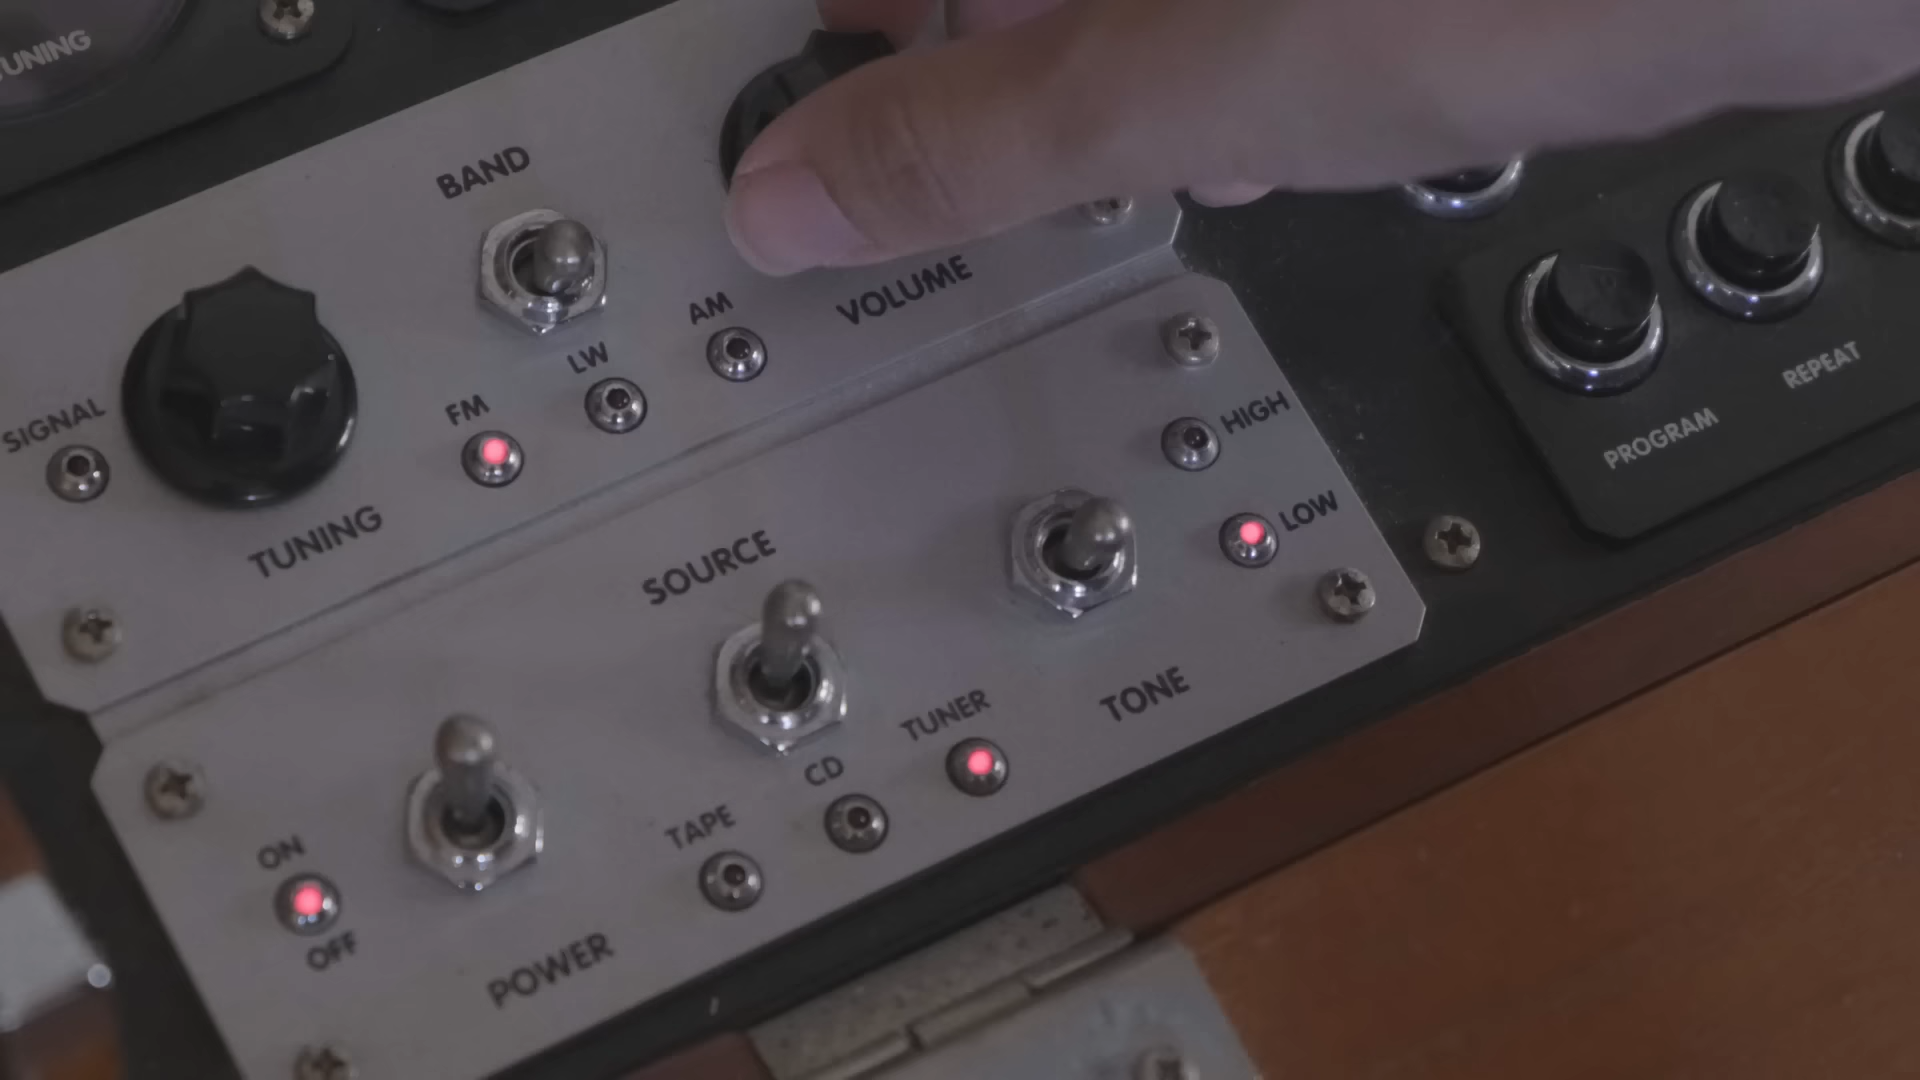 TUNING
BAND
SIGNAL
FM
LW
AM
VOLUME
TUNING
HIGH
LOW
SOURCE
TONE
TAPE
CD
TUNER
ON
OFF
POWER
PROGRAM
REPEAT